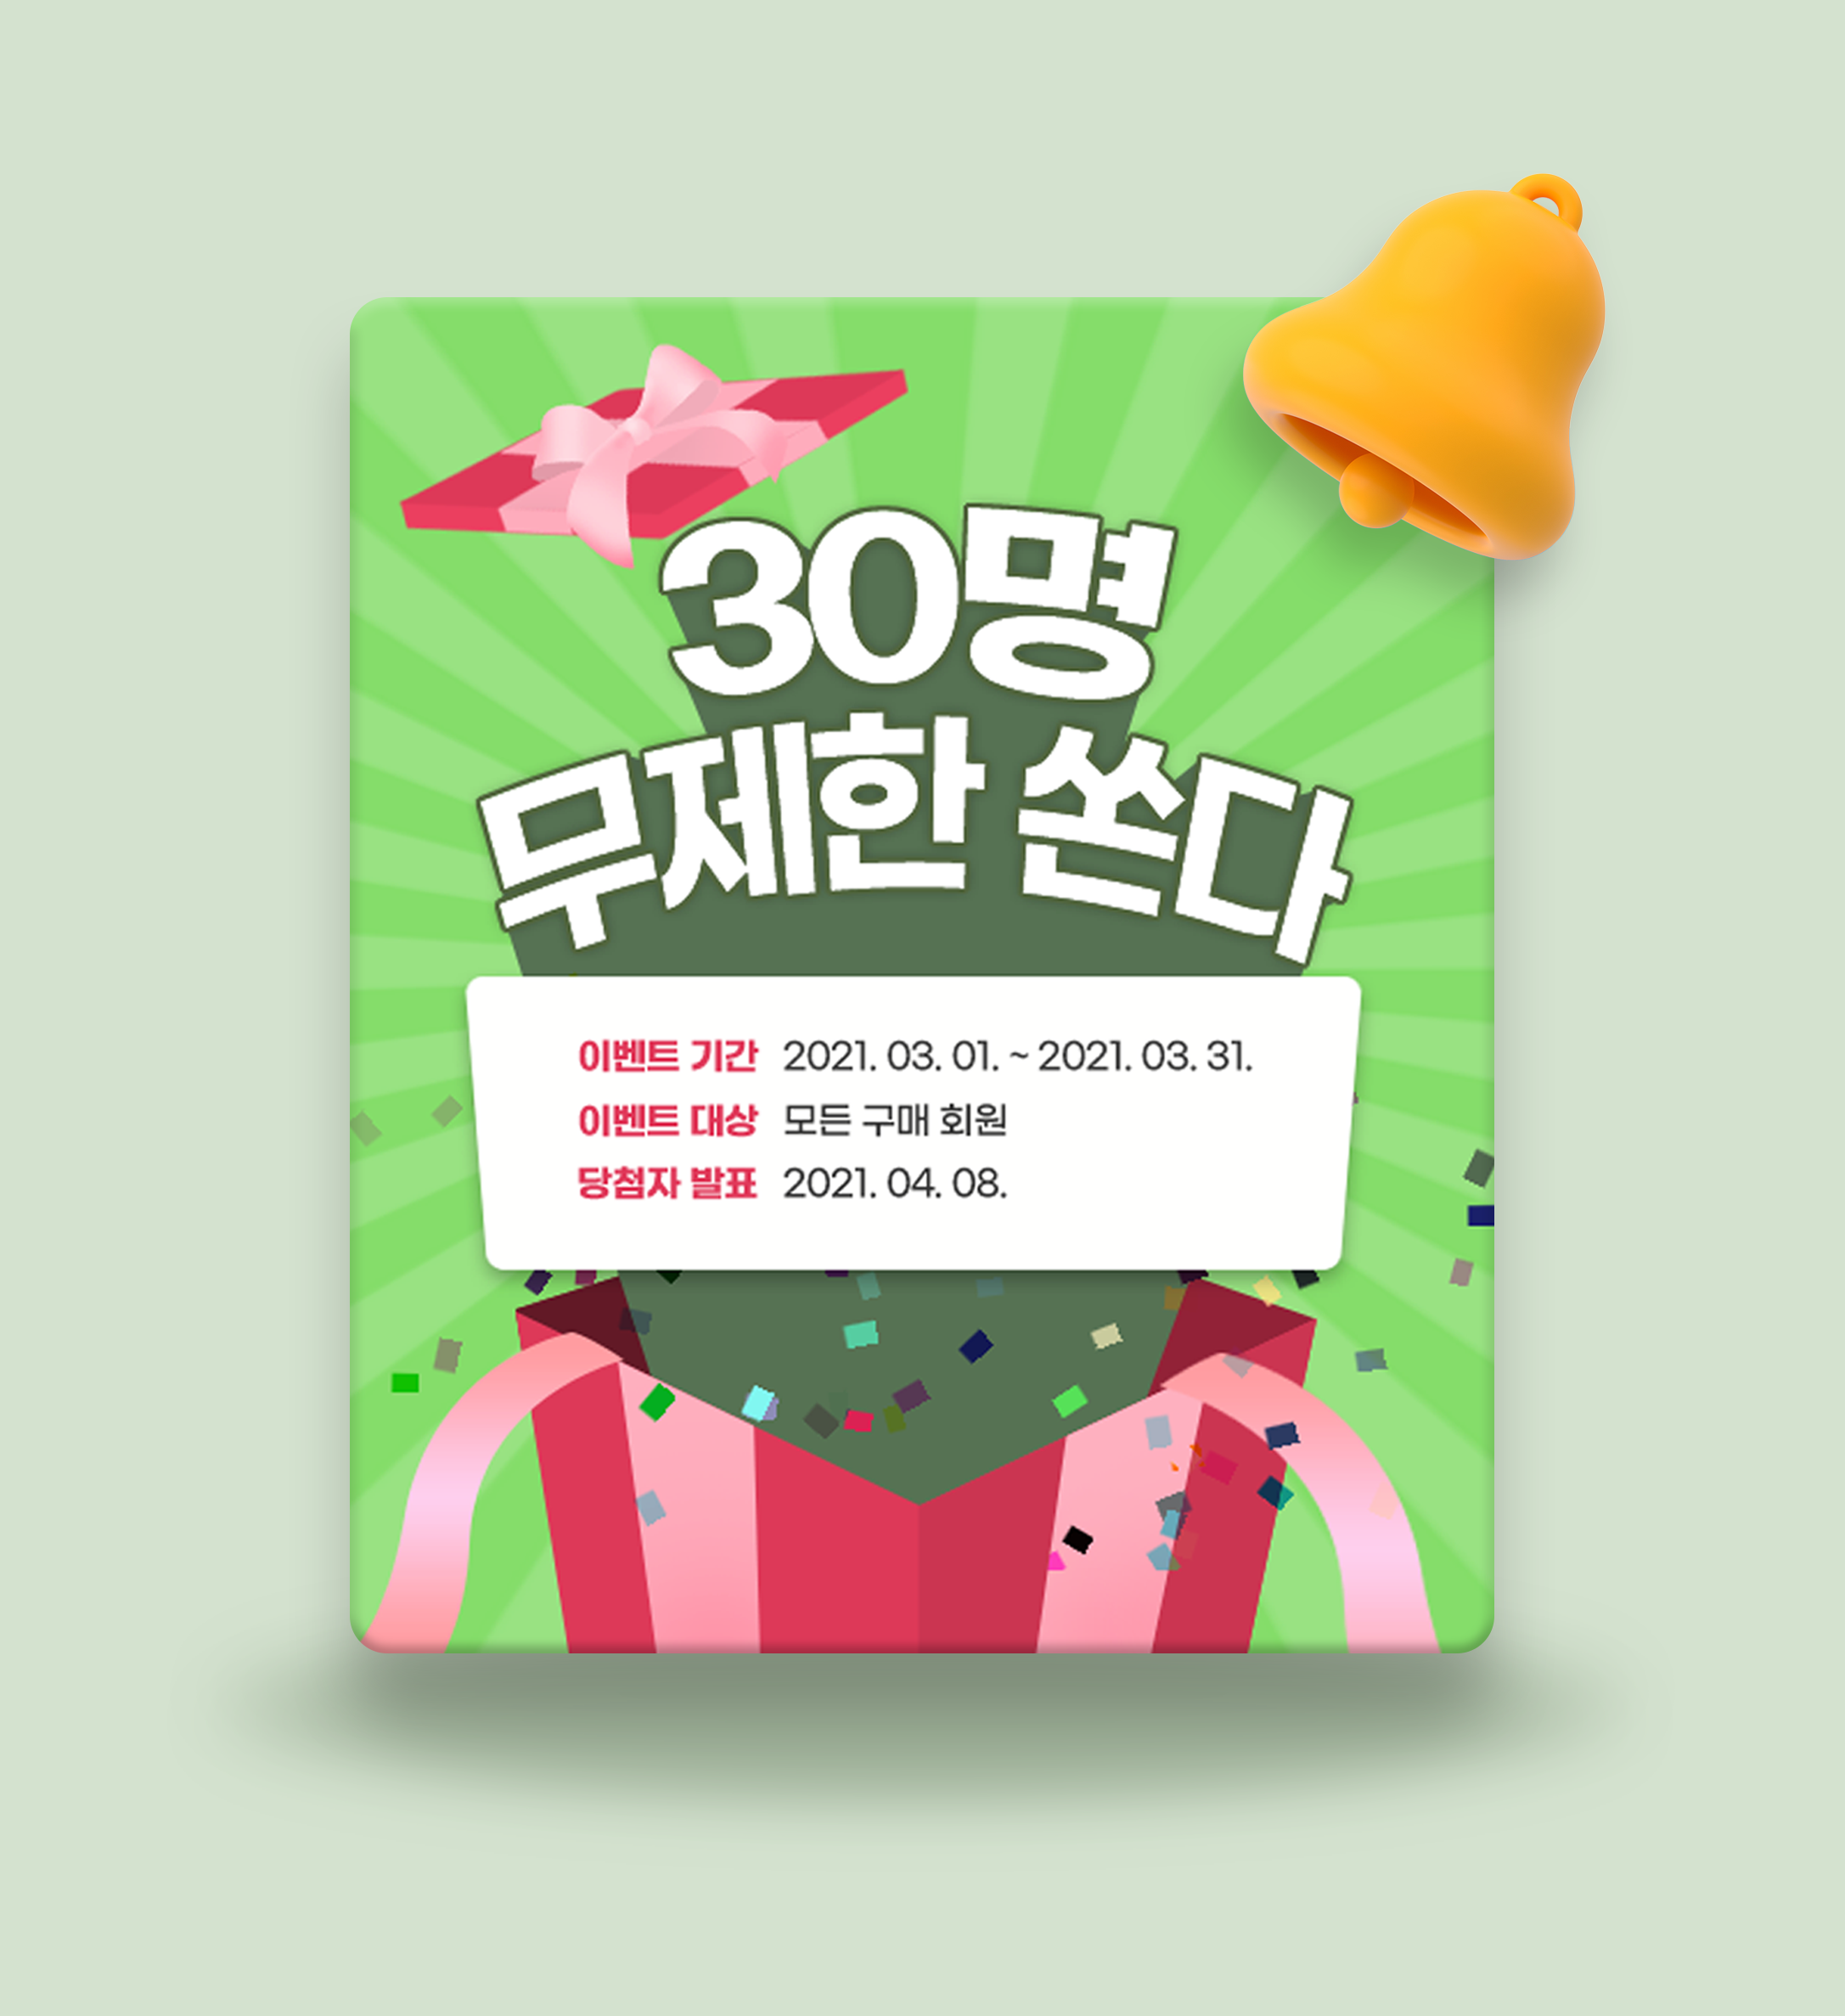 30명
무제한 쏜다
이벤트 기간 2021. 03. 01. ~ 2021. 03. 31.
이벤트 대상 모든 구매 회원
당첨자 발표 2021. 04. 08.